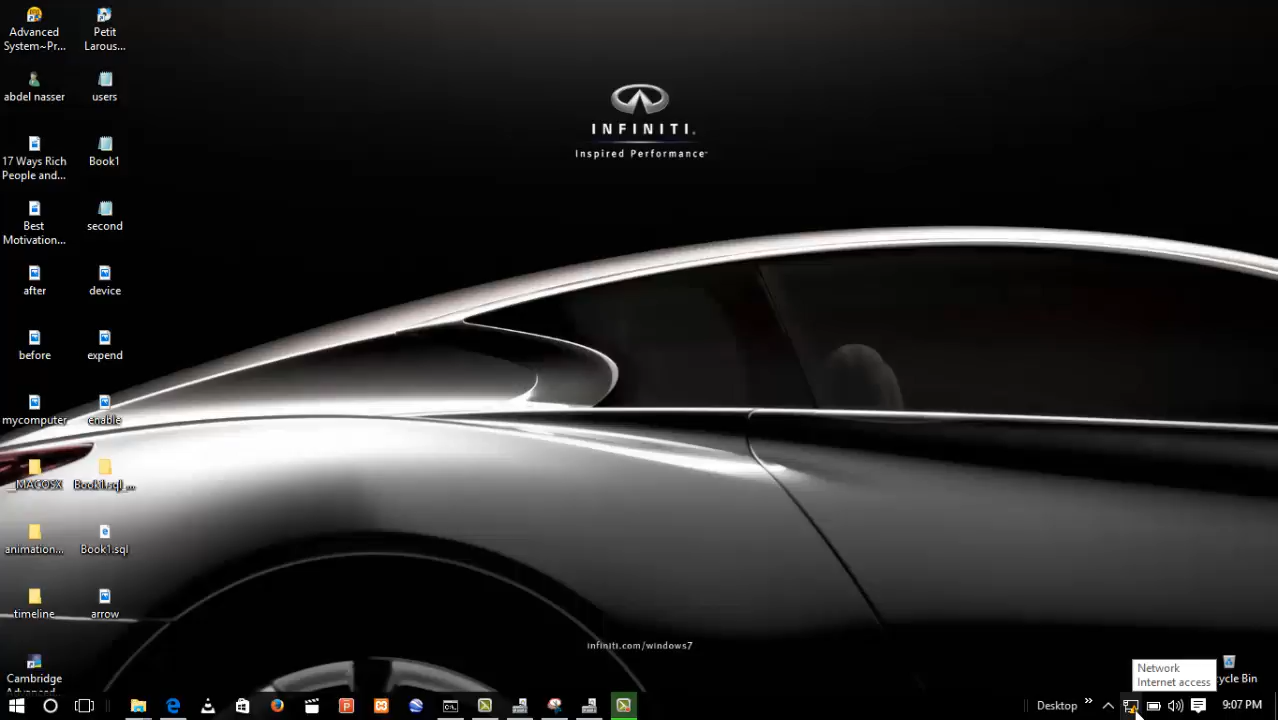 Advanced
System~Pr...
Petit
Larous...
abdel nasser
users
17 Ways Rich
People and...
Book1
Best
Motivation...
second
after
device
before
expend
mycomputer
enable
__MACOSX
Book1.sql_...
animation...
Book1.sql
timeline
arrow
Cambridge
Advanced
INFINITI.
Inspired Performance
infiniti.com/windows7
Network
Internet access
cycle Bin
Desktop
9:07 PM